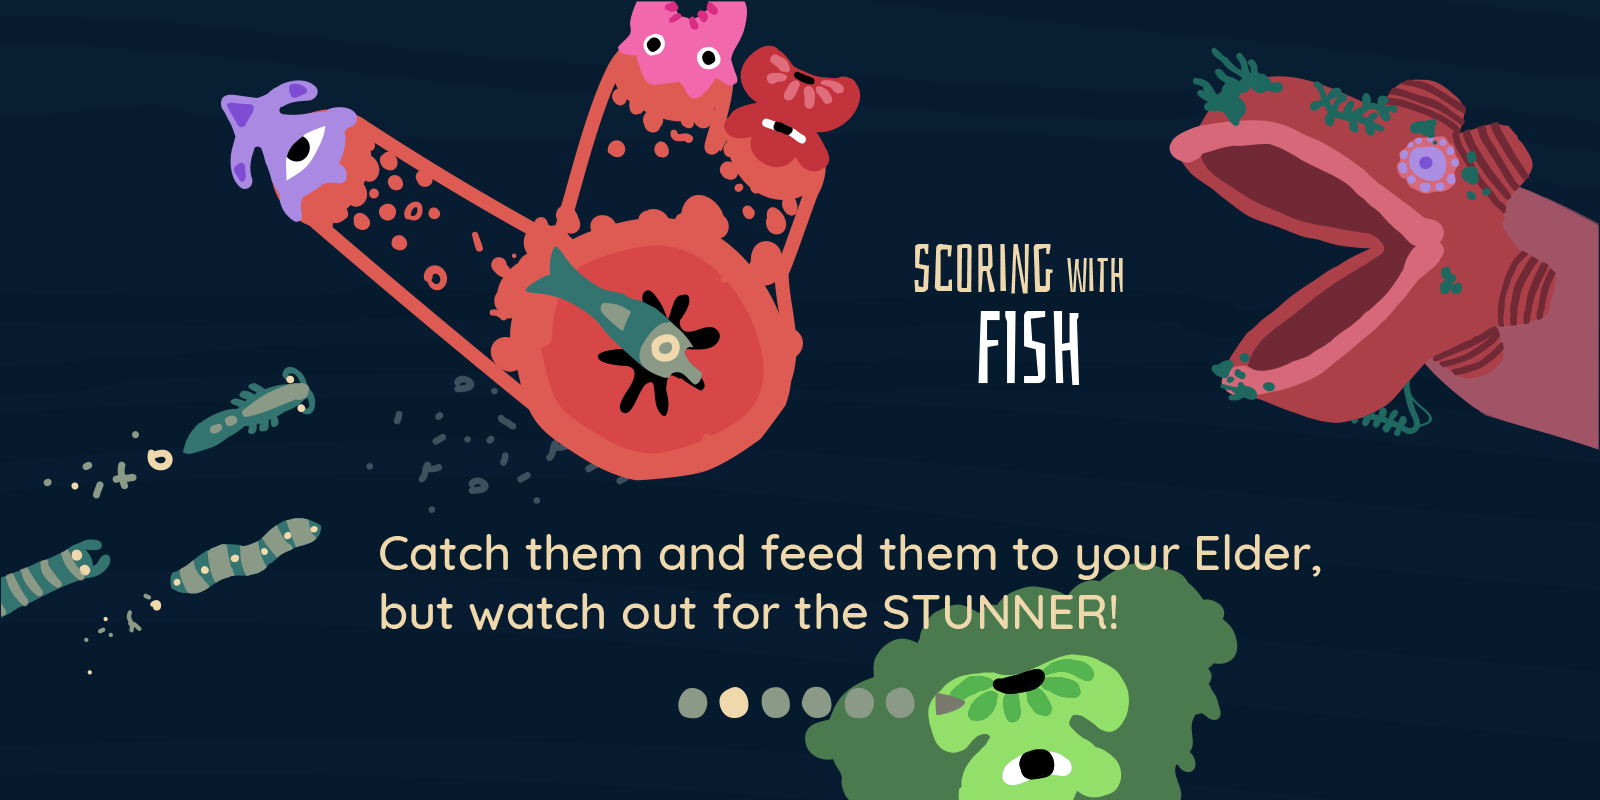 SCORING WITH
FISH
Catch them and feed them to your Elder,
but watch out for the STUNNER!